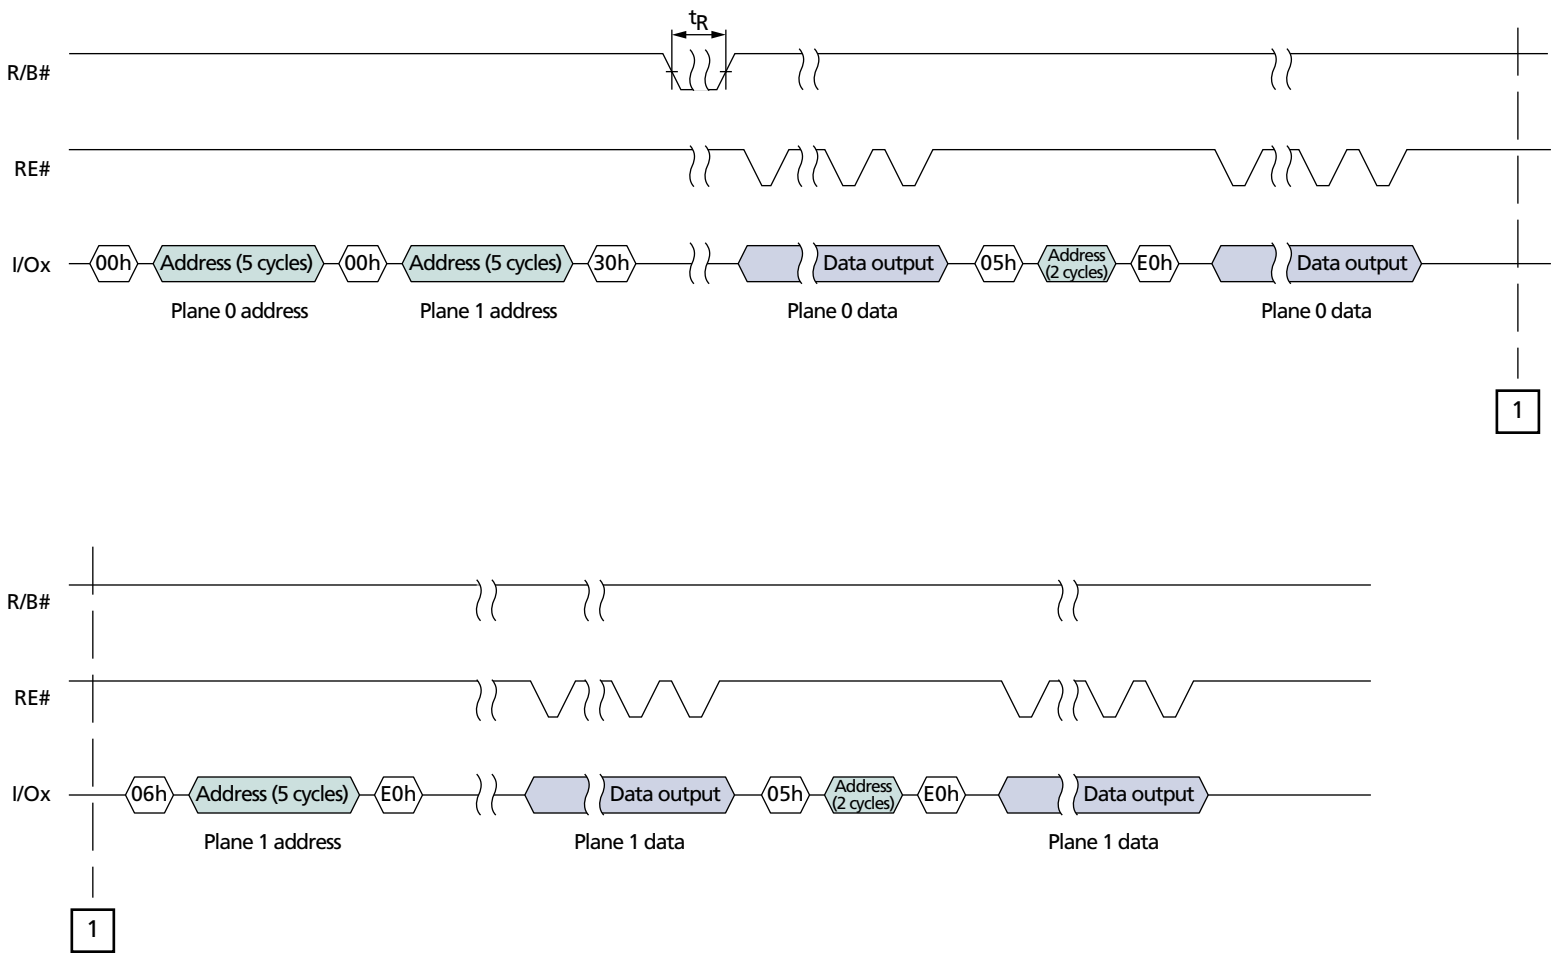 tR
R/B#
RE#
I/Ox 00h Address (5 cycles) 00h Address (5 cycles) 30h Data output 05h Address (2 cycles) E0h Data output
Plane 0 address Plane 1 address Plane 0 data Plane 0 data
1
R/B#
RE#
I/Ox 06h Address (5 cycles) E0h Data output 05h Address (2 cycles) E0h Data output
Plane 1 address Plane 1 data Plane 1 data
1